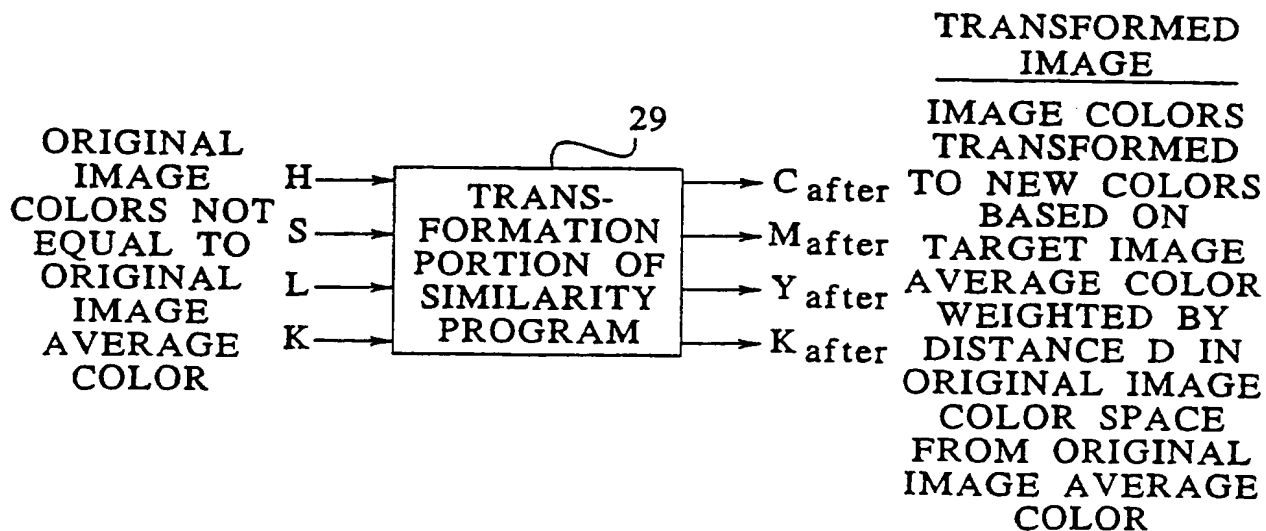 ORIGINAL
IMAGE
COLORS NOT
EQUAL TO
ORIGINAL
IMAGE
AVERAGE
COLOR
H
S
L
K
29
TRANS-
FORMATION
PORTION OF
SIMILARITY
PROGRAM
C after
M after
Y after
K after
TRANSFORMED
IMAGE
IMAGE COLORS
TRANSFORMED
TO NEW COLORS
BASED ON
TARGET IMAGE
AVERAGE COLOR
WEIGHTED BY
DISTANCE D IN
ORIGINAL IMAGE
COLOR SPACE
FROM ORIGINAL
IMAGE AVERAGE
COLOR